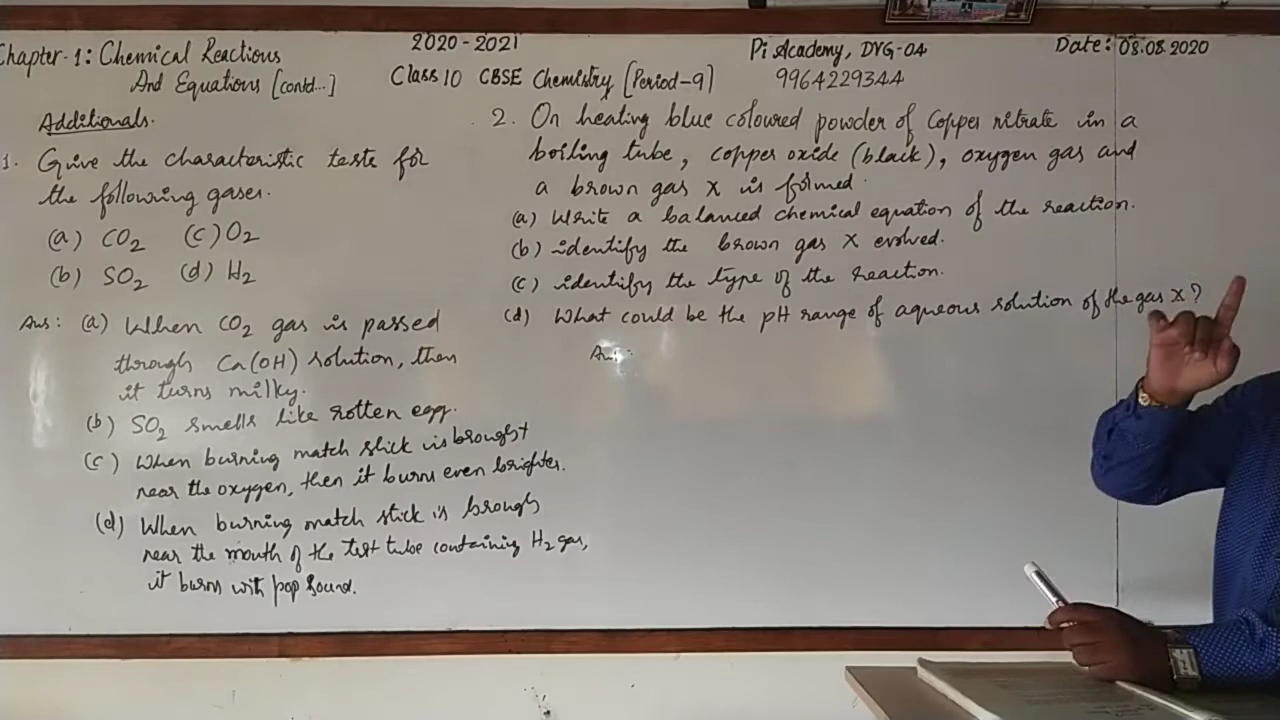 Chapter-1: Chemical Reactions
And Equations [contd...]
2020-2021
Class 10 CBSE Chemistry [Period-9]
Pi Academy, DVG-04
9964229344
Date: 08.08.2020
Additionals.
1. Give the characteristic tests for
the following gases.
(a) CO2 (c) O2
(b) SO2 (d) H2
Ans: (a) When CO2 gas is passed
through Ca(OH) solution, then
it turns milky.
(b) SO2 smells like rotten egg.
(c) When burning match stick is brought
near the oxygen, then it burns even brighter.
(d) When burning match stick is brough
near the mouth of the test tube containing H2 gas,
it burns with pop sound.
2. On heating blue coloured powder of Copper nitrate in a
boiling tube, copper oxide (black), oxygen gas and
a brown gas X is formed.
(a) Write a balanced chemical equation of the reaction.
(b) identify the brown gas X evolved.
(c) identify the type of the reaction.
(d) What could be the pH range of aqueous solution of the gas X?
Ans: